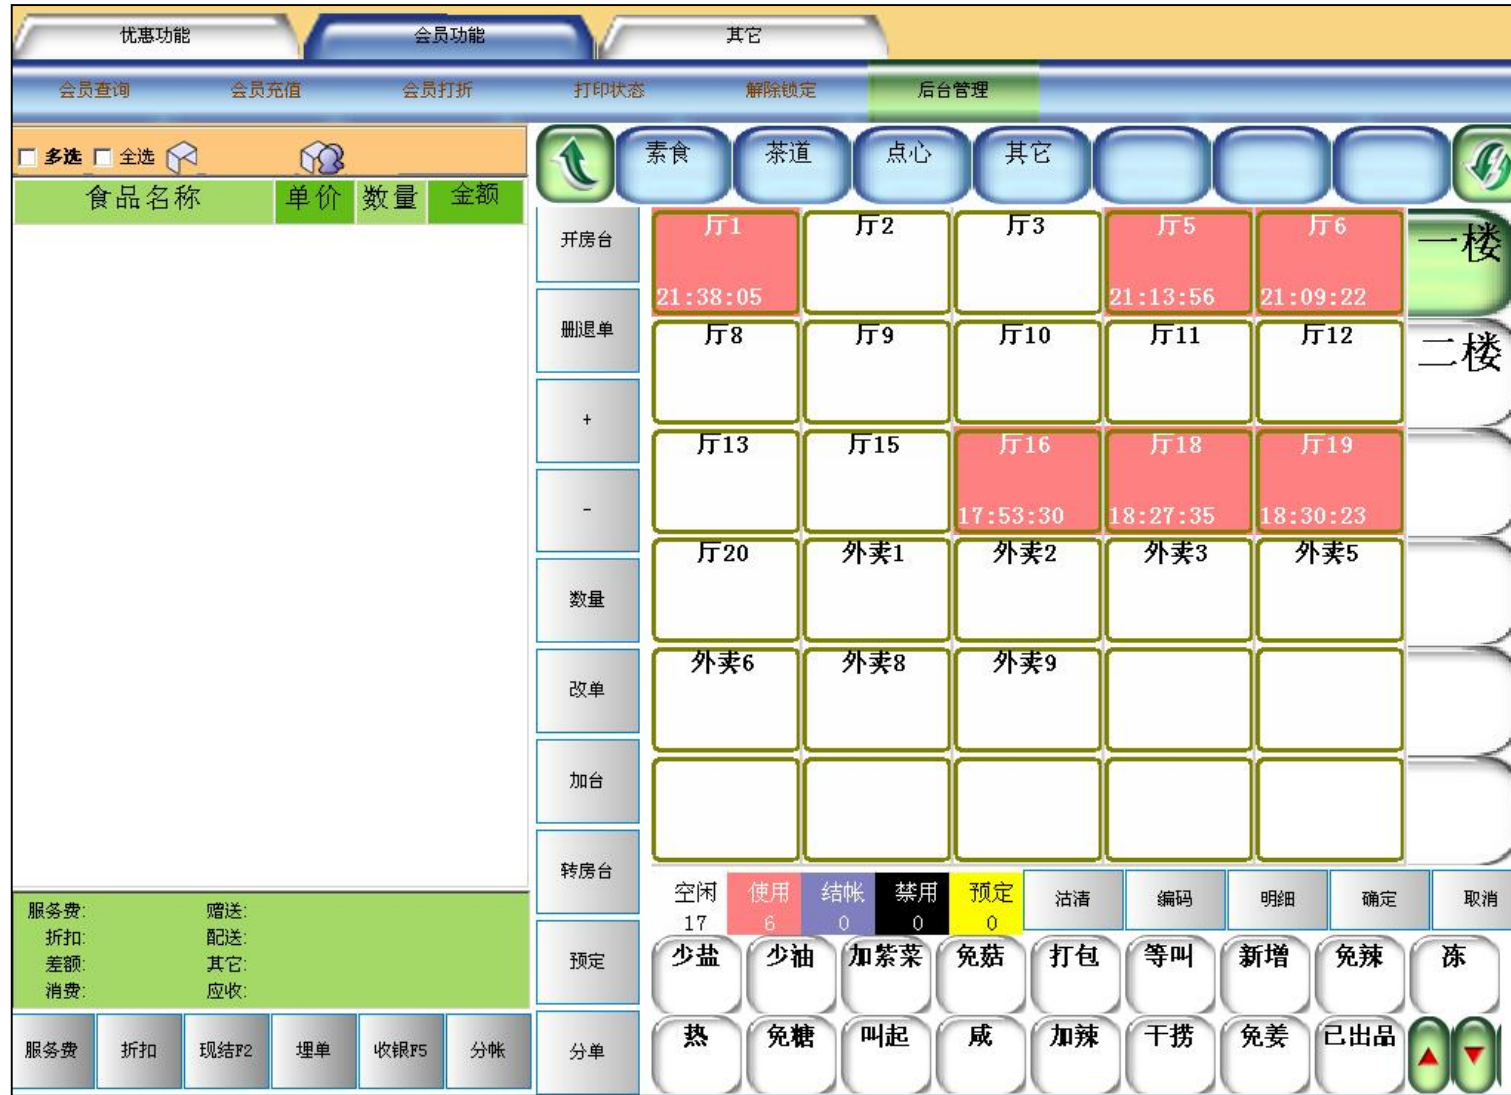 优惠功能 会员功能 其它
会员查询 会员充值 会员打折 打印状态 解除锁定 后台管理
多选 全选
素食 茶道 点心 其它
食品名称 单价 数量 金额
开房台
删退单
+
-
数量
改单
加台
转房台
预定
分单
厅1 厅2 厅3 厅5 厅6
21:38:05 21:13:56 21:09:22
厅8 厅9 厅10 厅11 厅12
厅13 厅15 厅16 厅18 厅19
17:53:30 18:27:35 18:30:23
厅20 外卖1 外卖2 外卖3 外卖5
外卖6 外卖8 外卖9
一楼
二楼
空闲 使用 结帐 禁用 预定
17 6 0 0 0
沽清 编码 明细 确定 取消
服务费: 赠送:
折扣: 配送:
差额: 其它:
消费: 应收:
少盐 少油 加紫菜 免菇 打包 等叫 新增 免辣 冻
热 免糖 叫起 咸 加辣 干捞 免姜 已出品
服务费 折扣 现结F2 埋单 收银F5 分帐